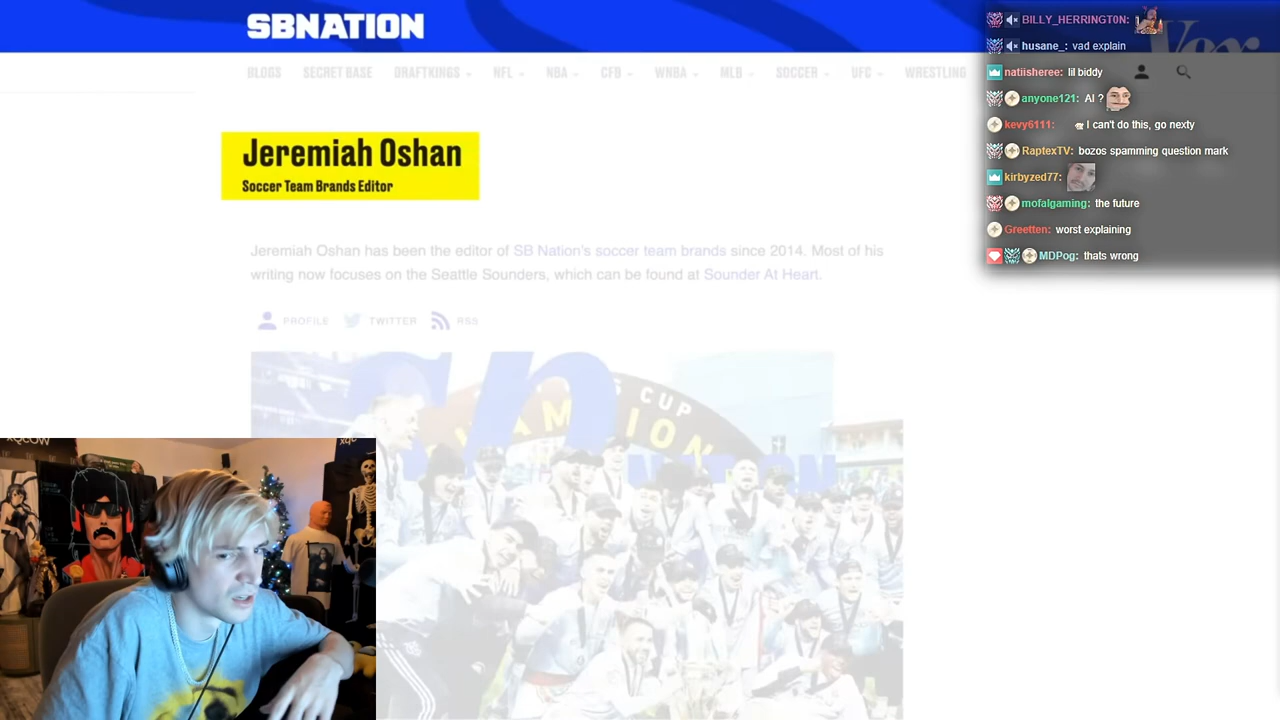 SBNATION
Vox
BLOGS SECRET BASE DRAFTKINGS NFL NBA CFB WNBA MLB SOCCER UFC WRESTLING
Jeremiah Oshan
Soccer Team Brands Editor
Jeremiah Oshan has been the editor of SB Nation's soccer team brands since 2014. Most of his
writing now focuses on the Seattle Sounders, which can be found at Sounder At Heart.
PROFILE TWITTER RSS
CUP
NATION
BILLY_HERRINGT0N:
husane_: vad explain
natiisheree: lil biddy
anyone121: AI ?
kevy6111: I can't do this, go nexty
RaptexTV: bozos spamming question mark
kirbyzed77:
mofalgaming: the future
Greetten: worst explaining
MDPog: thats wrong